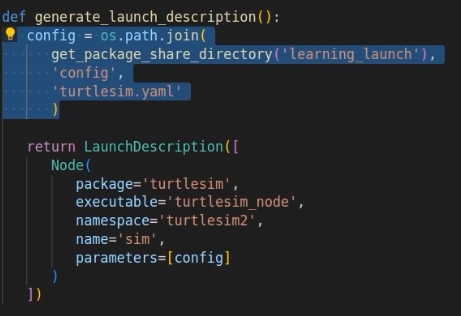 def generate_launch_description():
config = os.path.join(
get_package_share_directory('learning_launch'),
'config',
'turtlesim.yaml'
)
return LaunchDescription([
Node(
package='turtlesim',
executable='turtlesim_node',
namespace='turtlesim2',
name='sim',
parameters=[config]
)
])